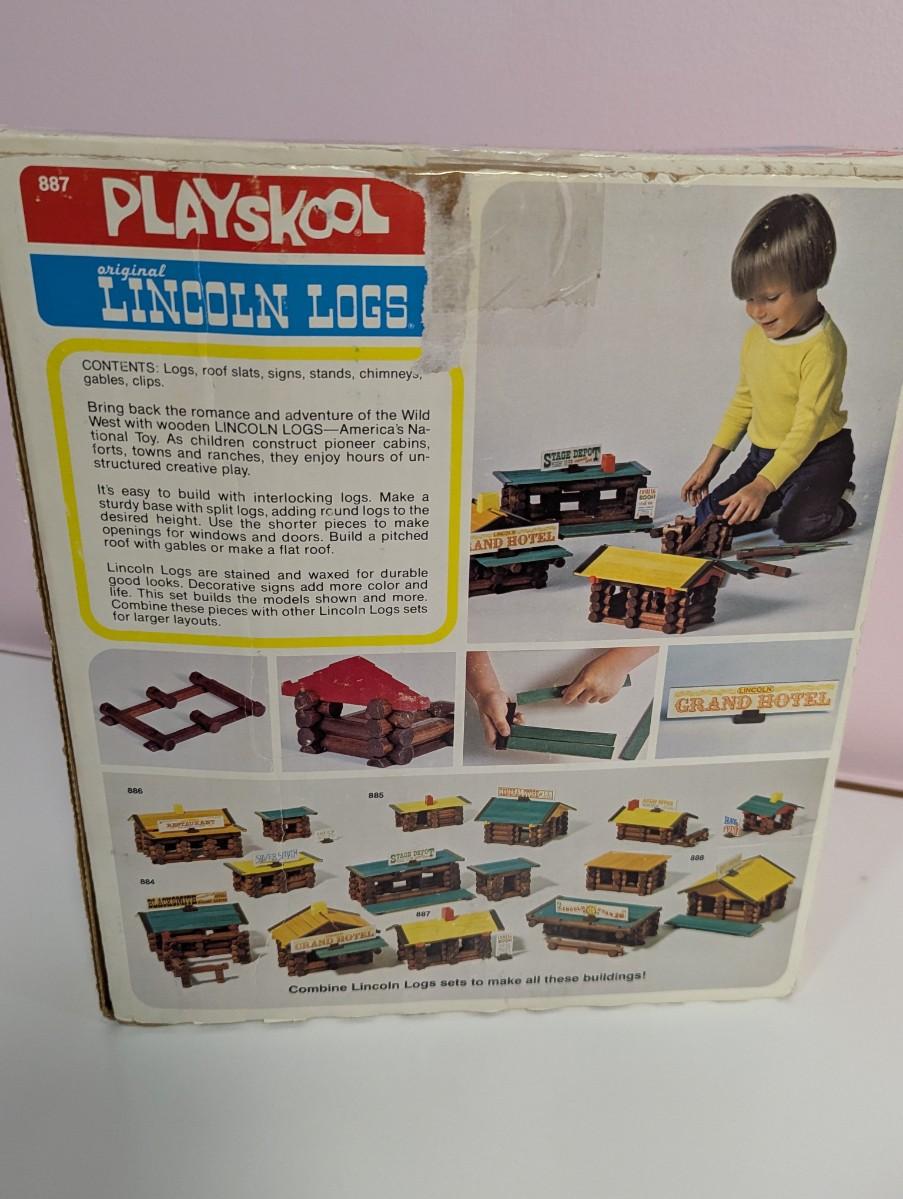 887
PLAYSKOOL®
original
LINCOLN LOGS®
CONTENTS: Logs, roof slats, signs, stands, chimneys,
gables, clips.
Bring back the romance and adventure of the Wild
West with wooden LINCOLN LOGS—America's Na-
tional Toy. As children construct pioneer cabins,
forts, towns and ranches, they enjoy hours of un-
structured creative play.
It's easy to build with interlocking logs. Make a
sturdy base with split logs, adding round logs to the
desired height. Use the shorter pieces to make
openings for windows and doors. Build a pitched
roof with gables or make a flat roof.
Lincoln Logs are stained and waxed for durable
good looks. Decorative signs add more color and
life. This set builds the models shown and more.
Combine these pieces with other Lincoln Logs sets
for larger layouts.
STAGE DEPOT
LINCOLN
AND HOTEL
LINCOLN
GRAND HOTEL
886
885
RESTAURANT
SILVERSMITH
STAGE DEPOT
888
884
BLACKSMITH
887
GRAND HOTEL
Combine Lincoln Logs sets to make all these buildings!